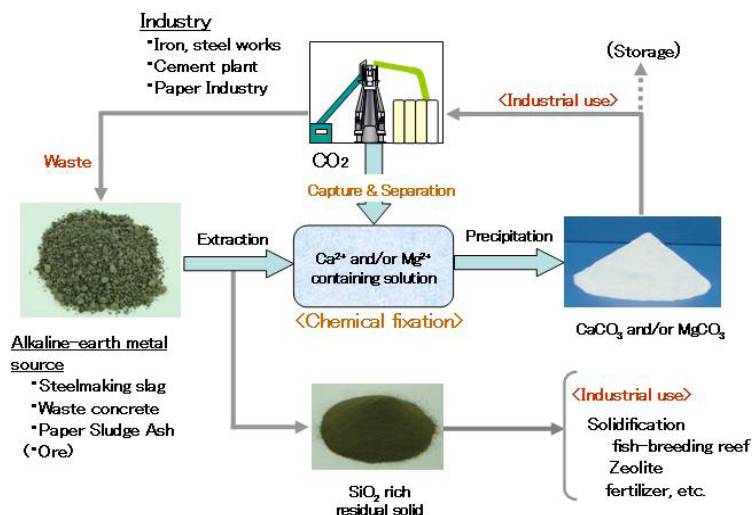 Industry
・Iron, steel works
・Cement plant
・Paper Industry
(Storage)
<Industrial use>
CO₂
Waste
Capture & Separation
Extraction
Ca²⁺ and/or Mg²⁺
containing solution
Precipitation
<Chemical fixation>
CaCO₃ and/or MgCO₃
Alkaline-earth metal
source
・Steelmaking slag
・Waste concrete
・Paper Sludge Ash
(・Ore)
SiO₂ rich
residual solid
<Industrial use>
Solidification
fish-breeding reef
Zeolite
fertilizer, etc.